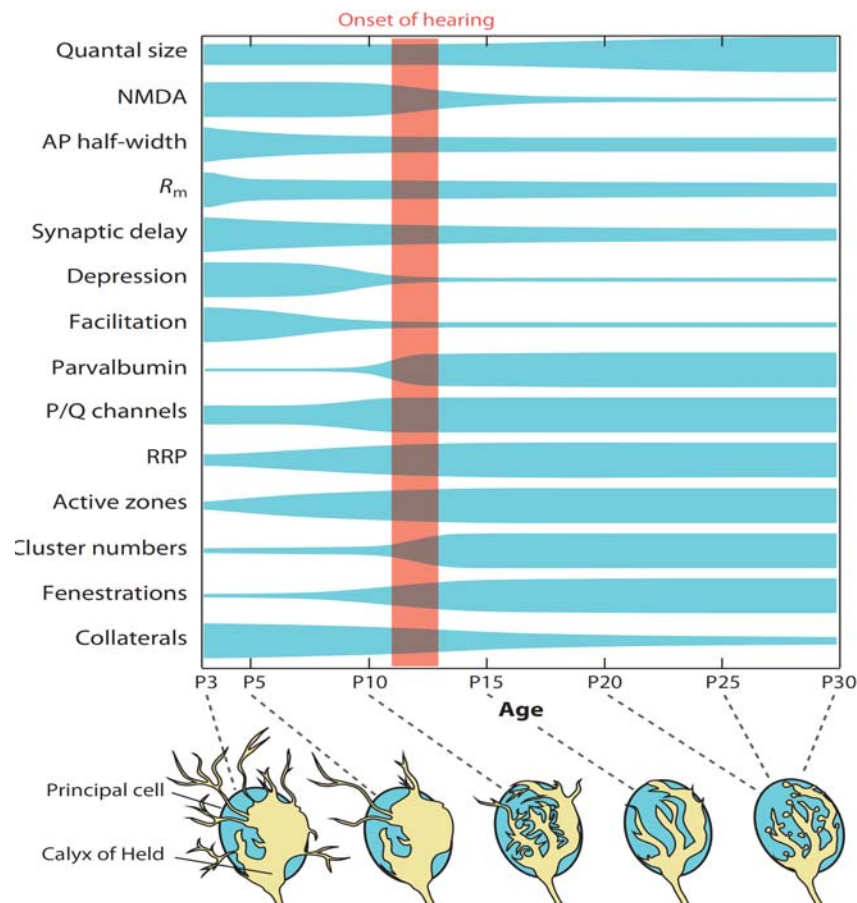 Onset of hearing
Quantal size
NMDA
AP half-width
Rm
Synaptic delay
Depression
Facilitation
Parvalbumin
P/Q channels
RRP
Active zones
Cluster numbers
Fenestrations
Collaterals
P3 P5 P10 P15 P20 P25 P30
Age
Principal cell
Calyx of Held